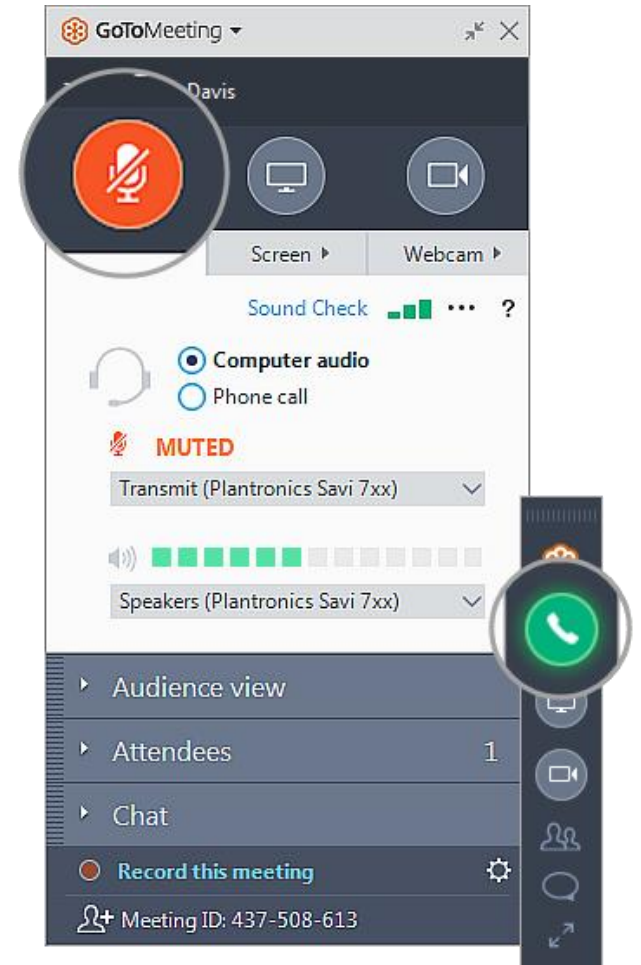 GoToMeeting
Davis
Screen
Webcam
Sound Check ... ?
Computer audio
Phone call
MUTED
Transmit (Plantronics Savi 7xx)
Speakers (Plantronics Savi 7xx)
Audience view
Attendees 1
Chat
Record this meeting
Meeting ID: 437-508-613